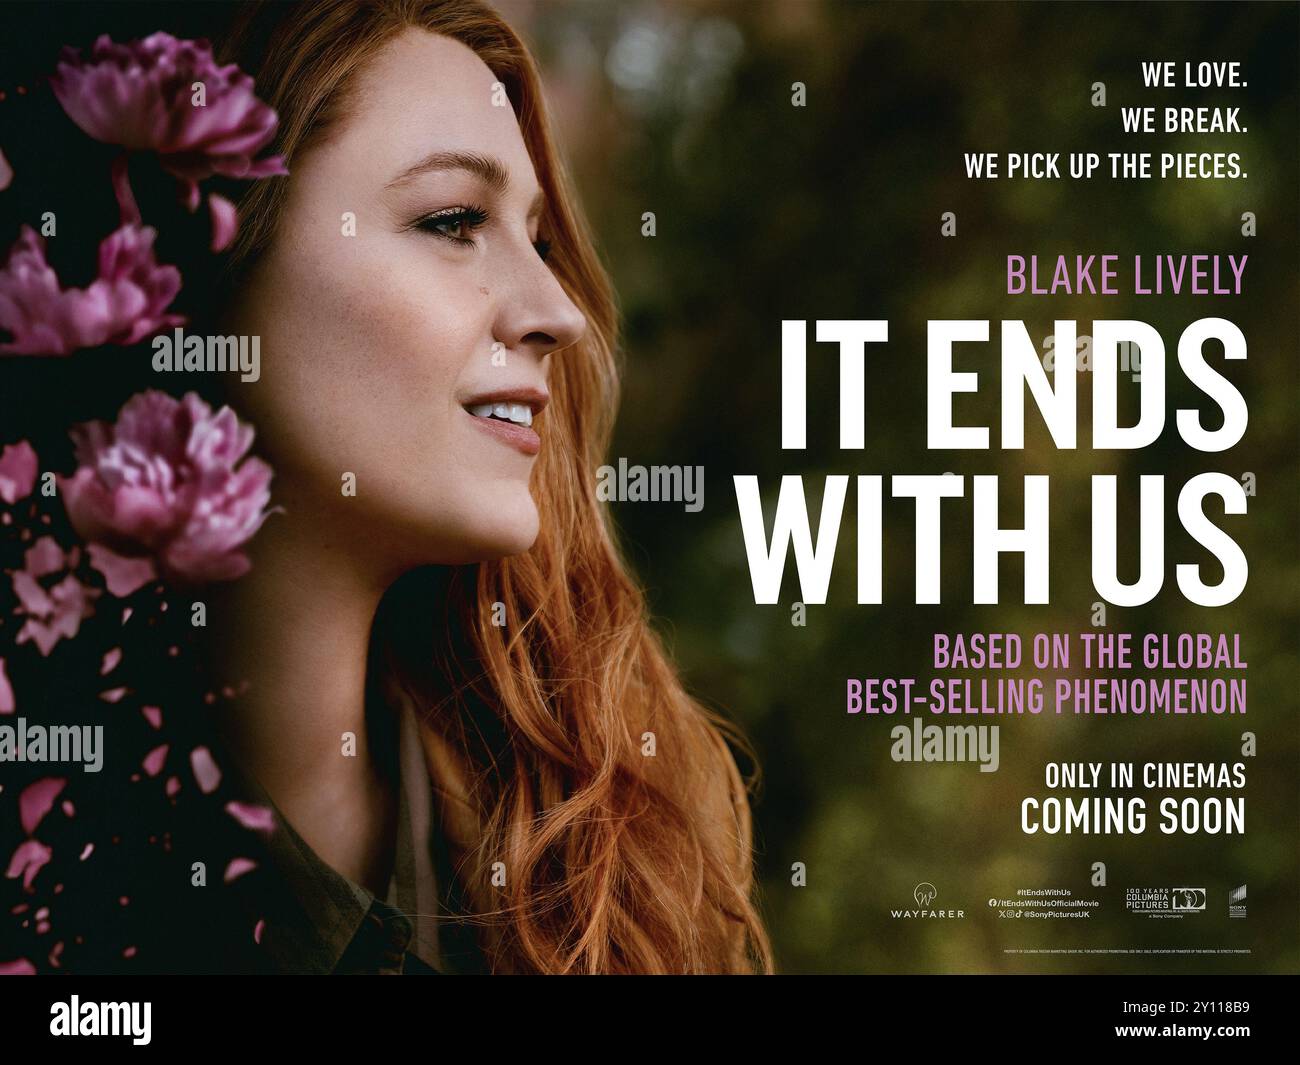 WE LOVE.
WE BREAK.
WE PICK UP THE PIECES.
BLAKE LIVELY
IT ENDS
WITH US
BASED ON THE GLOBAL
BEST-SELLING PHENOMENON
ONLY IN CINEMAS
COMING SOON
WAYFARER
#ItEndsWithUs
/ItEndsWithUsOfficialMovie
@SonyPicturesUK
100 YEARS
COLUMBIA
PICTURES
a Sony Company
SONY
alamy
alamy
alamy
alamy
alamy
Image ID: 2Y118B9
www.alamy.com